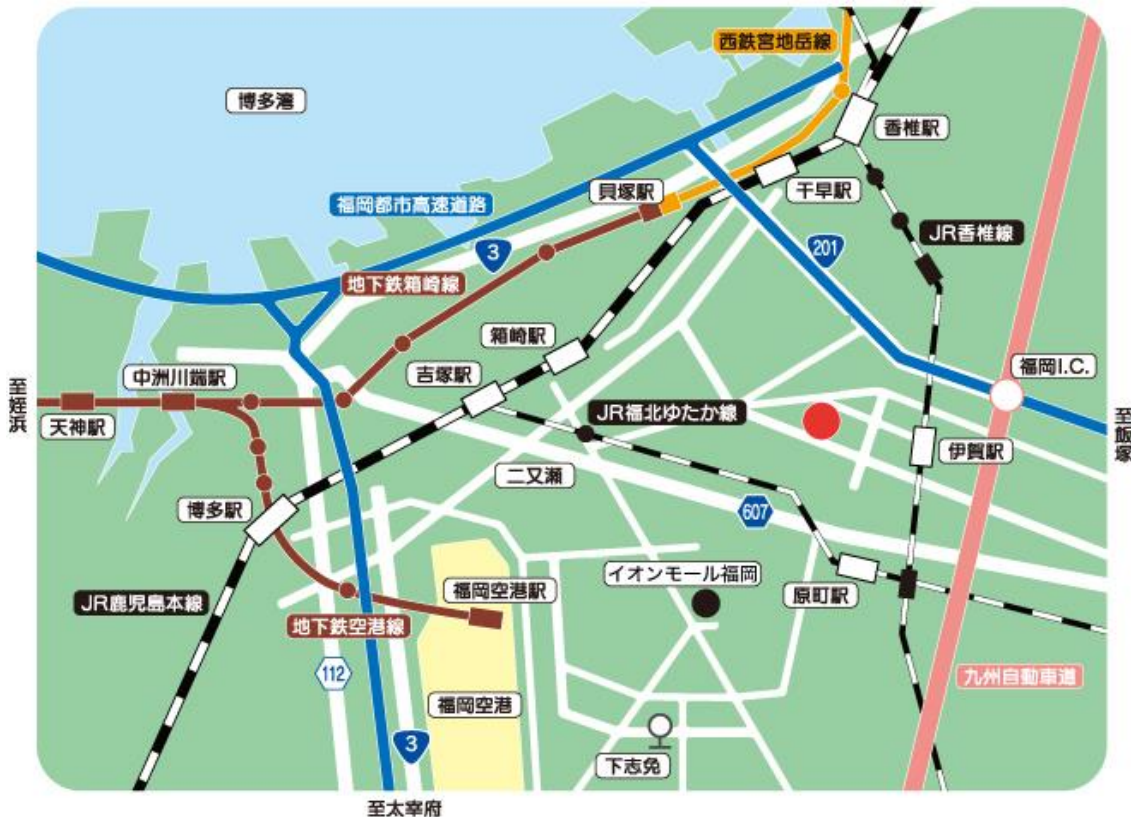 西鉄宮地岳線
博多湾
香椎駅
千早駅
貝塚駅
福岡都市高速道路
JR香椎線
201
3
地下鉄箱崎線
箱崎駅
福岡I.C.
吉塚駅
中洲川端駅
至姪浜
JR福北ゆたか線
至飯塚
天神駅
伊賀駅
二又瀬
博多駅
607
イオンモール福岡
福岡空港駅
原町駅
JR鹿児島本線
地下鉄空港線
112
九州自動車道
福岡空港
3
下志免
至太宰府